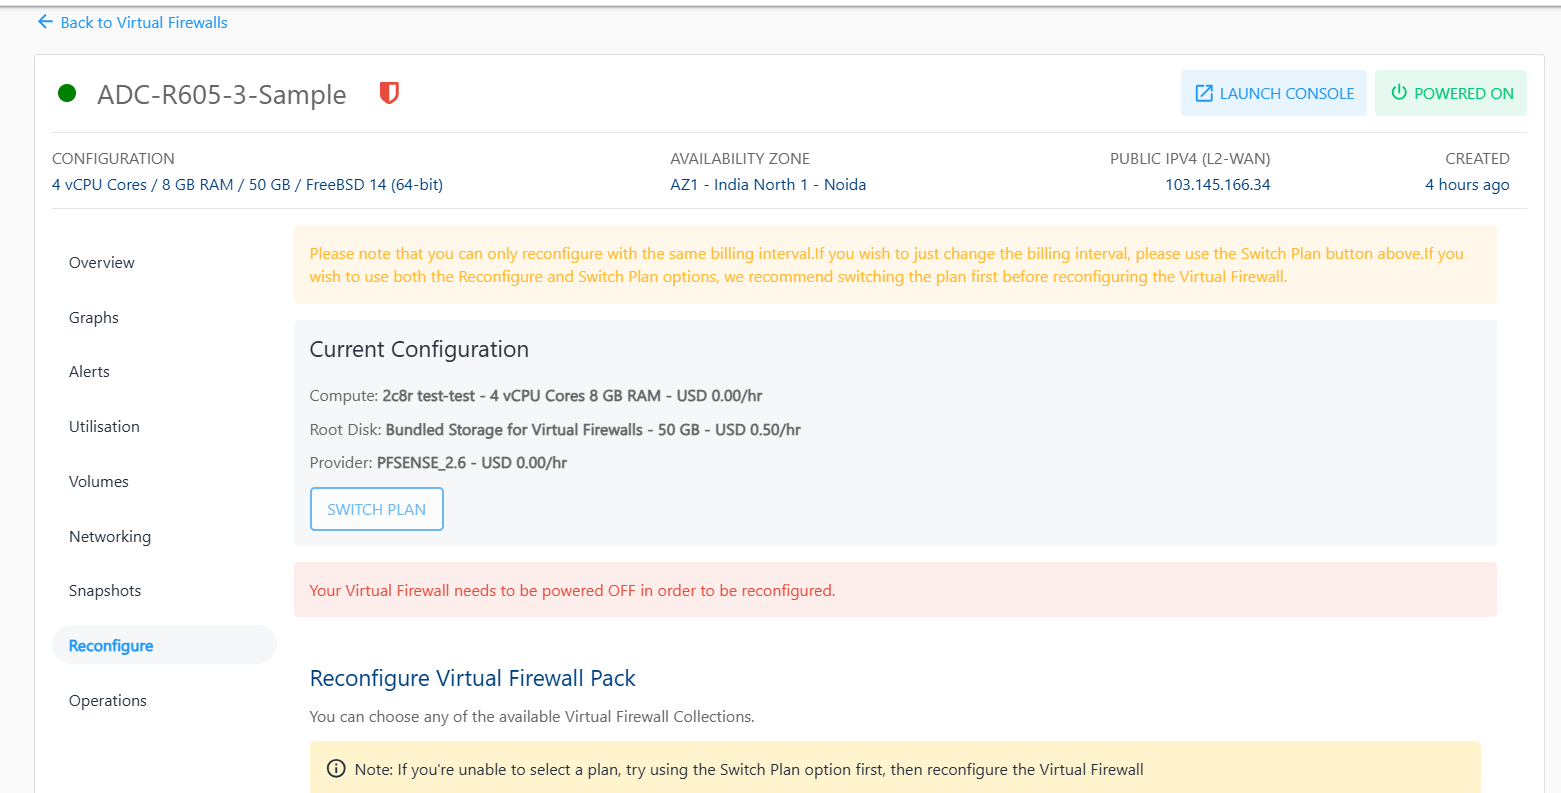 Back to Virtual Firewalls
ADC-R605-3-Sample
LAUNCH CONSOLE
POWERED ON
CONFIGURATION
4 vCPU Cores / 8 GB RAM / 50 GB / FreeBSD 14 (64-bit)
AVAILABILITY ZONE
AZ1 - India North 1 - Noida
PUBLIC IPV4 (L2-WAN)
103.145.166.34
CREATED
4 hours ago
Overview
Graphs
Alerts
Utilisation
Volumes
Networking
Snapshots
Reconfigure
Operations
Please note that you can only reconfigure with the same billing interval.If you wish to just change the billing interval, please use the Switch Plan button above.If you
wish to use both the Reconfigure and Switch Plan options, we recommend switching the plan first before reconfiguring the Virtual Firewall.
Current Configuration
Compute: 2c8r test-test - 4 vCPU Cores 8 GB RAM - USD 0.00/hr
Root Disk: Bundled Storage for Virtual Firewalls - 50 GB - USD 0.50/hr
Provider: PFSENSE_2.6 - USD 0.00/hr
SWITCH PLAN
Your Virtual Firewall needs to be powered OFF in order to be reconfigured.
Reconfigure Virtual Firewall Pack
You can choose any of the available Virtual Firewall Collections.
Note: If you're unable to select a plan, try using the Switch Plan option first, then reconfigure the Virtual Firewall